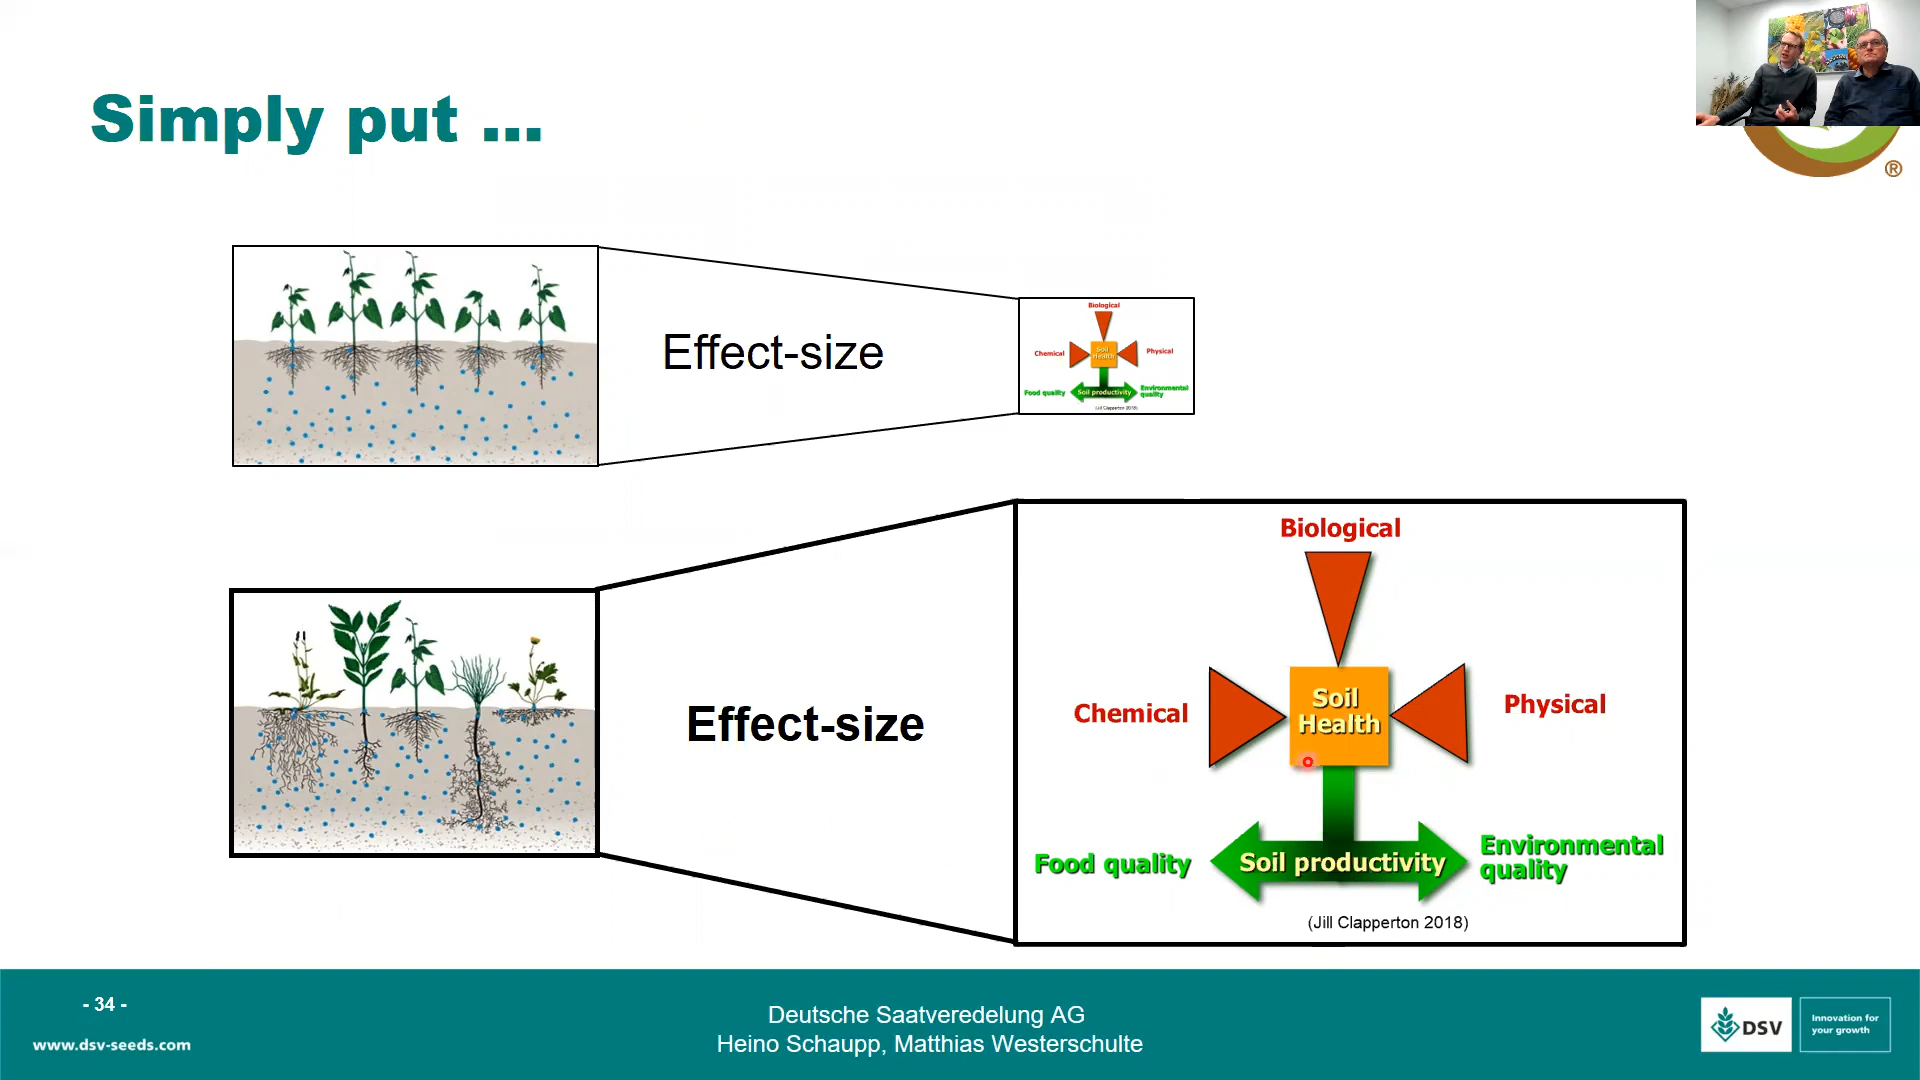 Simply put ...
®
Effect-size
Biological
Chemical
Soil
Health
Physical
Food quality
Soil productivity
Environmental
quality
(Jill Clapperton 2018)
Effect-size
Biological
Chemical
Soil
Health
Physical
Food quality
Soil productivity
Environmental
quality
(Jill Clapperton 2018)
- 34 -
www.dsv-seeds.com
Deutsche Saatveredelung AG
Heino Schaupp, Matthias Westerschulte
DSV
Innovation for
your growth